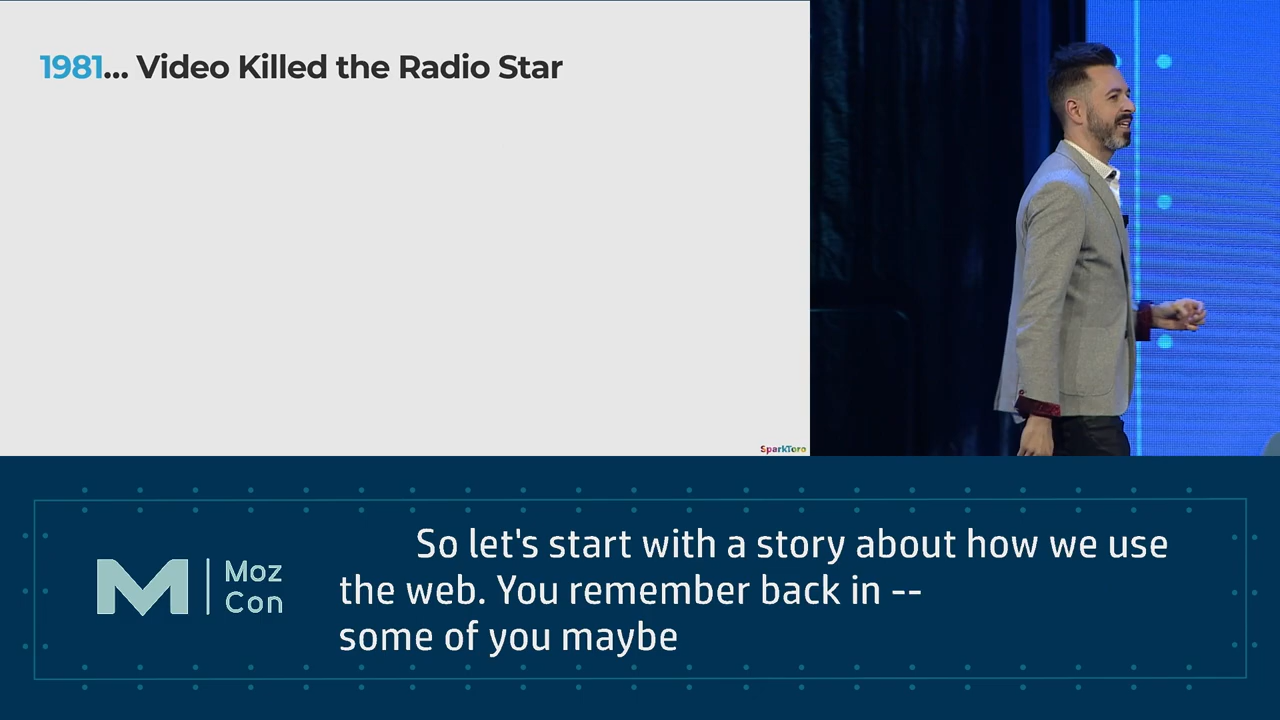 1981... Video Killed the Radio Star
SparkToro
Moz
Con
So let's start with a story about how we use
the web. You remember back in --
some of you maybe